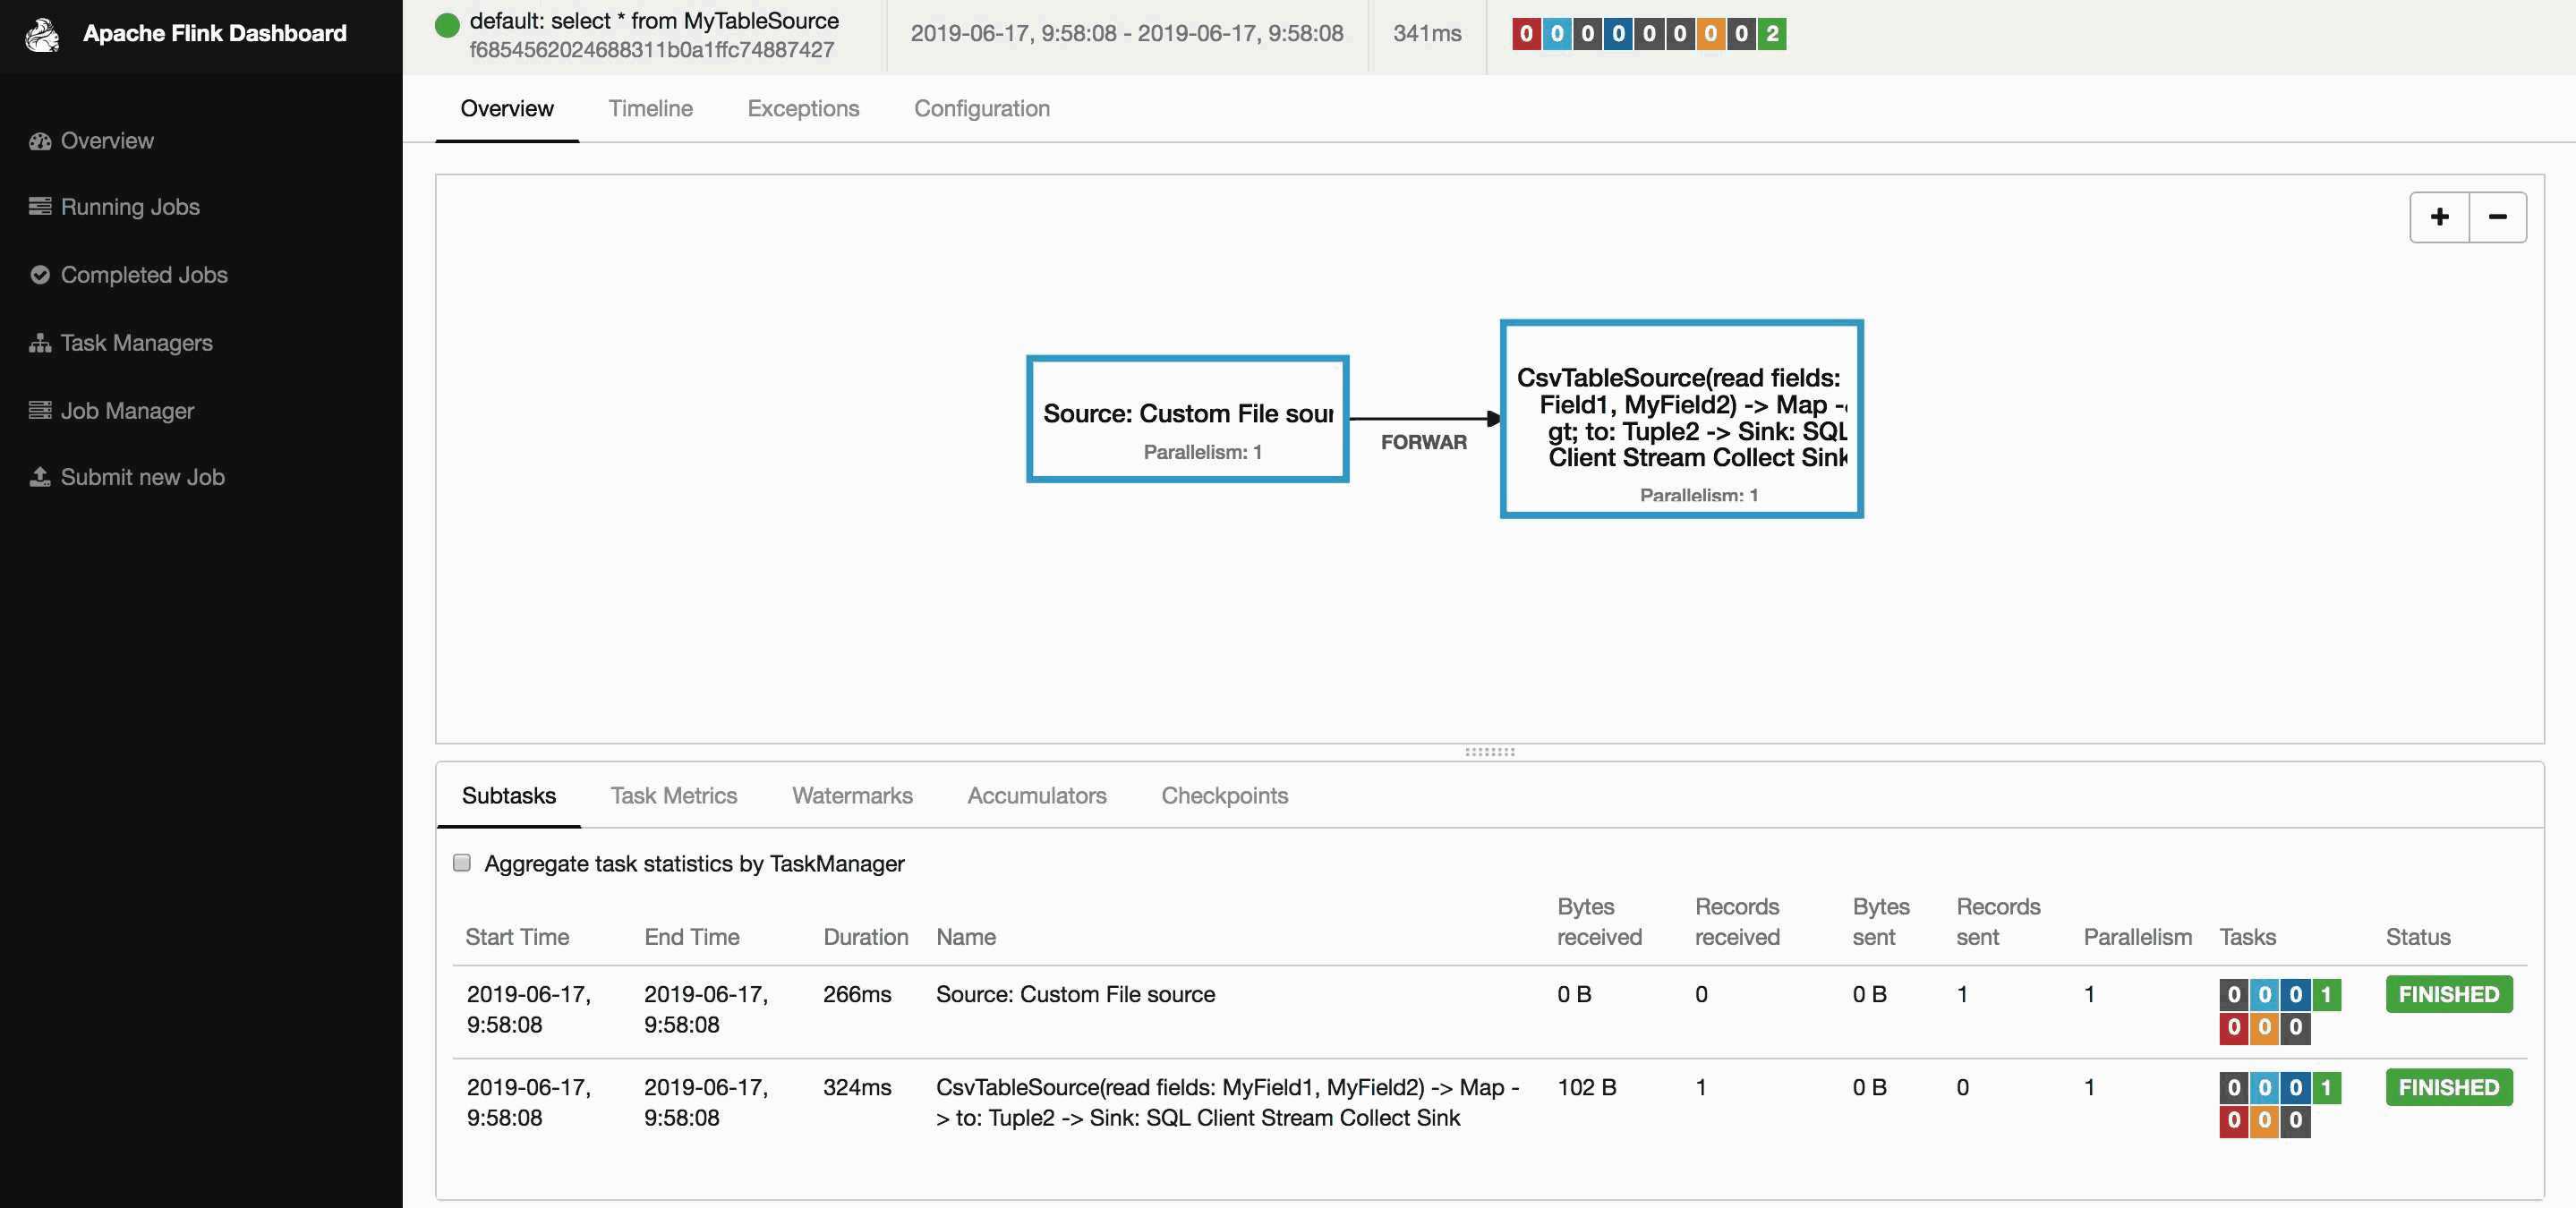 Apache Flink Dashboard
Overview
Running Jobs
Completed Jobs
Task Managers
Job Manager
Submit new Job
default: select * from MyTableSource
f6854562024688311b0a1ffc74887427
2019-06-17, 9:58:08 - 2019-06-17, 9:58:08
341ms
0 0 0 0 0 0 0 0 2
Overview Timeline Exceptions Configuration
+ −
Source: Custom File sour
Parallelism: 1
FORWAR
CsvTableSource(read fields:
Field1, MyField2) -> Map -&
gt; to: Tuple2 -> Sink: SQL
Client Stream Collect Sink
Parallelism: 1
Subtasks Task Metrics Watermarks Accumulators Checkpoints
Aggregate task statistics by TaskManager
Bytes Records Bytes Records
Start Time End Time Duration Name received received sent sent Parallelism Tasks Status
2019-06-17, 2019-06-17, 266ms Source: Custom File source 0 B 0 0 B 1 1 0 0 0 1 FINISHED
9:58:08 9:58:08 0 0 0
2019-06-17, 2019-06-17, 324ms CsvTableSource(read fields: MyField1, MyField2) -> Map - 102 B 1 0 B 0 1 0 0 0 1 FINISHED
9:58:08 9:58:08 > to: Tuple2 -> Sink: SQL Client Stream Collect Sink 0 0 0